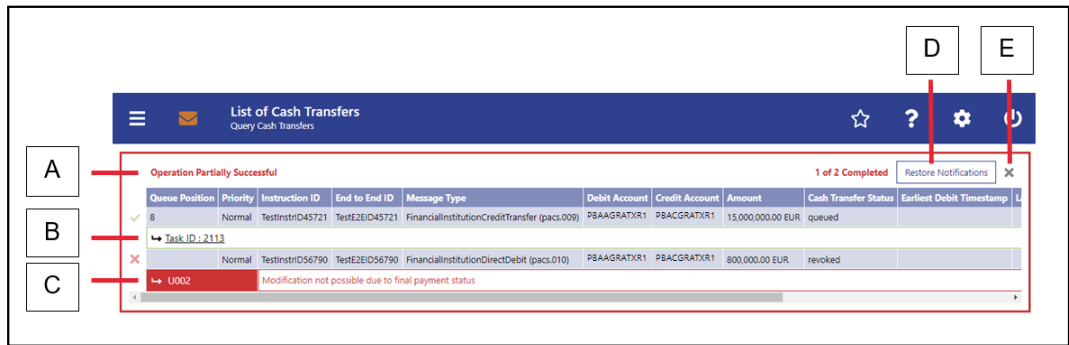 D E
List of Cash Transfers
Query Cash Transfers
?
A
Operation Partially Successful 1 of 2 Completed Restore Notifications
Queue Position Priority Instruction ID End to End ID Message Type Debit Account Credit Account Amount Cash Transfer Status Earliest Debit Timestamp
8 Normal TestInstrID45721 TestE2EID45721 FinancialInstitutionCreditTransfer (pacs.009) PBAAGRATXR1 PBACGRATXR1 15,000,000.00 EUR queued
B
Task ID : 2113
Normal TestInstrID56790 TestE2EID56790 FinancialInstitutionDirectDebit (pacs.010) PBAAGRATXR1 PBACGRATXR1 800,000.00 EUR revoked
C
U002 Modification not possible due to final payment status